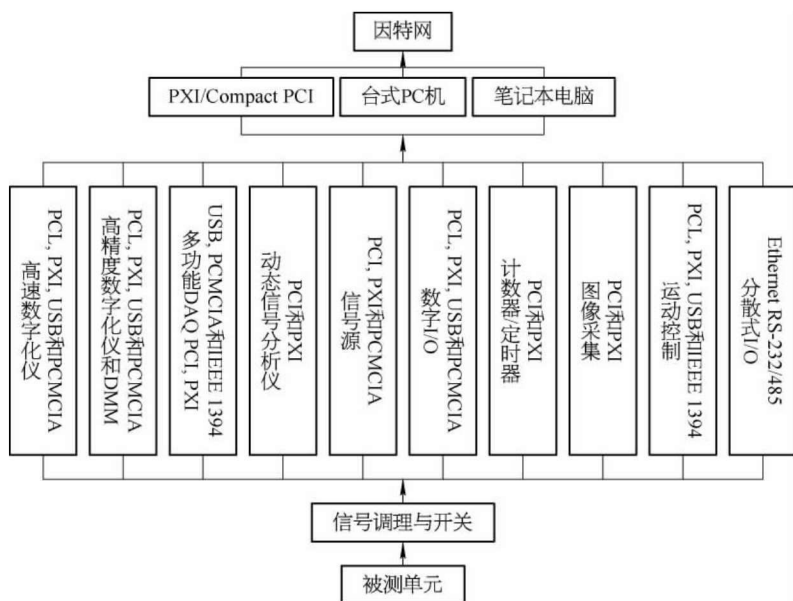 因特网
PXI/Compact PCI
台式PC机
笔记本电脑
高速数字化仪
PCL, PXI, USB和PCMCIA
高精度数字化仪和DMM
PCL, PXI, USB和PCMCIA
多功能DAQ PCI, PXI
USB, PCMCIA和IEEE 1394
动态信号分析仪
PCI和PXI
信号源
PCI, PXI和PCMCIA
数字I/O
PCL, PXI, USB和PCMCIA
计数器/定时器
PCI和PXI
图像采集
PCI和PXI
运动控制
PCL, PXI, USB和IEEE 1394
分散式I/O
Ethernet RS-232/485
信号调理与开关
被测单元